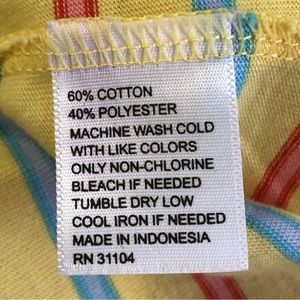 60% COTTON
40% POLYESTER
MACHINE WASH COLD
WITH LIKE COLORS
ONLY NON-CHLORINE
BLEACH IF NEEDED
TUMBLE DRY LOW
COOL IRON IF NEEDED
MADE IN INDONESIA
RN 31104